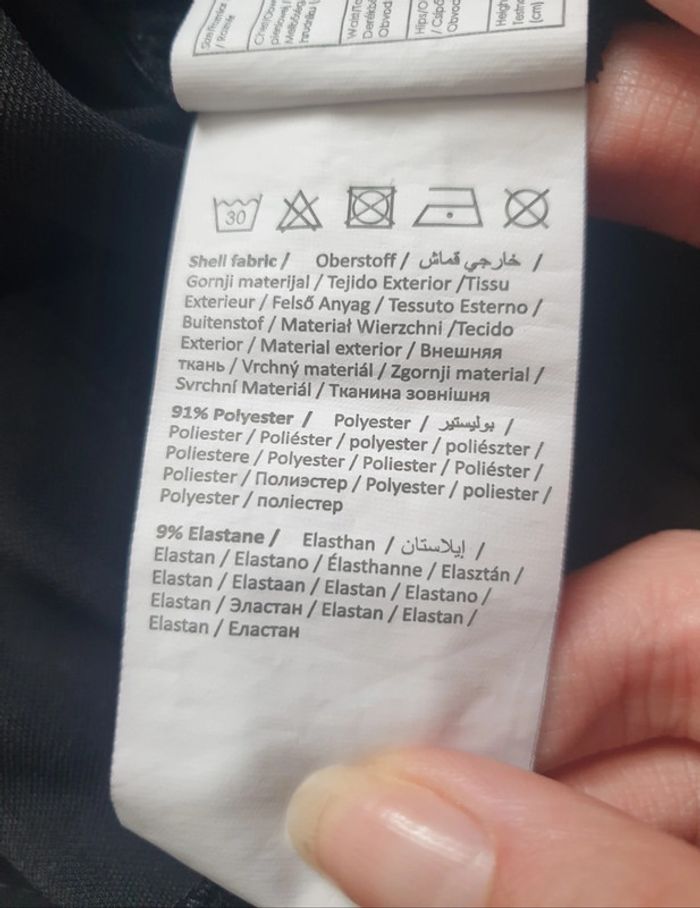 30
Shell fabric / Oberstoff / خارجي قماش /
Gornji materijal / Tejido Exterior /Tissu
Exterieur / Felső Anyag / Tessuto Esterno /
Buitenstof / Materiał Wierzchni /Tecido
Exterior / Material exterior / Внешняя
ткань / Vrchný materiál / Zgornji material /
Svrchní Materiál / Тканина зовнішня
91% Polyester / Polyester / بوليستير /
Poliester / Poliéster / polyester / poliészter /
Poliestere / Polyester / Poliester / Poliéster /
Poliester / Полиэстер / Polyester / poliester /
Polyester / поліестер
9% Elastane / Elasthan / إيلاستان /
Elastan / Elastano / Élasthanne / Elasztán /
Elastan / Elastaan / Elastan / Elastano /
Elastan / Эластан / Elastan / Elastan /
Elastan / Еластан